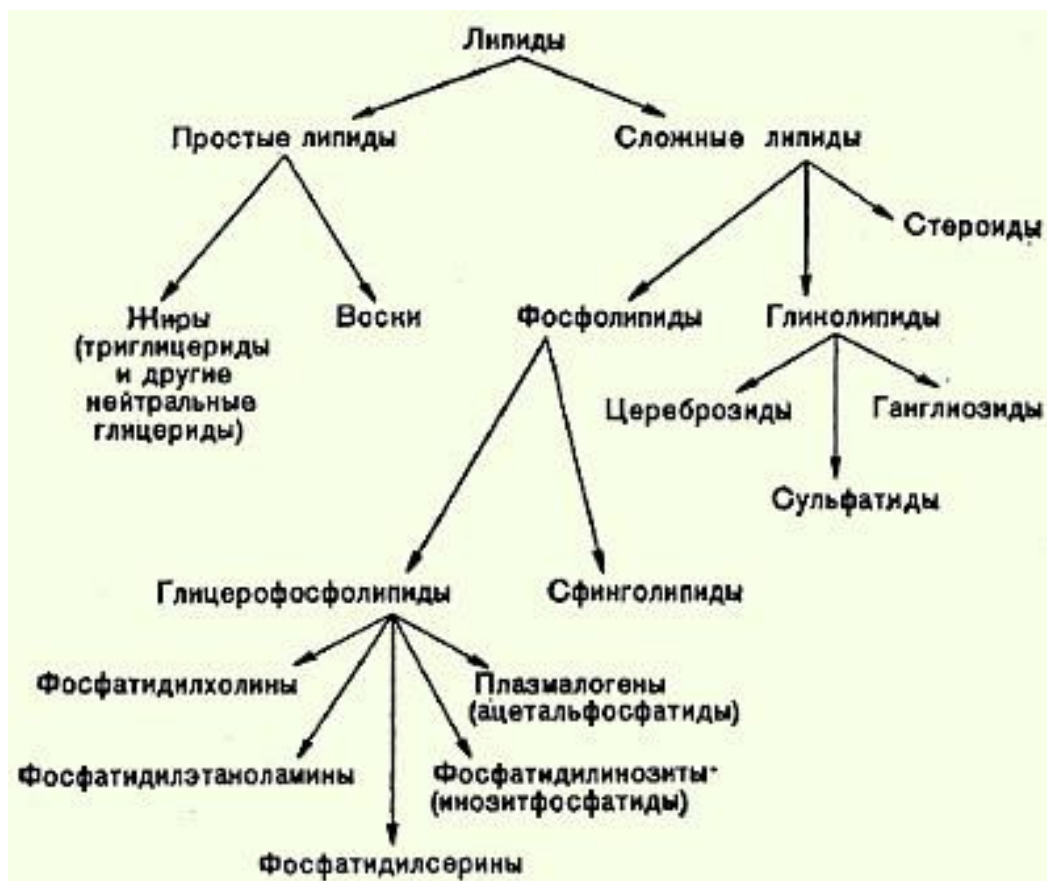 Липиды
Простые липиды
Сложные липиды
Стероиды
Жиры
(триглицериды
и другие
нейтральные
глицериды)
Воски
Фосфолипиды
Гликолипиды
Цереброзиды
Ганглиозиды
Сульфатиды
Глицерофосфолипиды
Сфинголипиды
Фосфатидилхолины
Плазмалогены
(ацетальфосфатиды)
Фосфатидилэтаноламины
Фосфатидилинозиты
(инозитфосфатиды)
Фосфатидилсерины